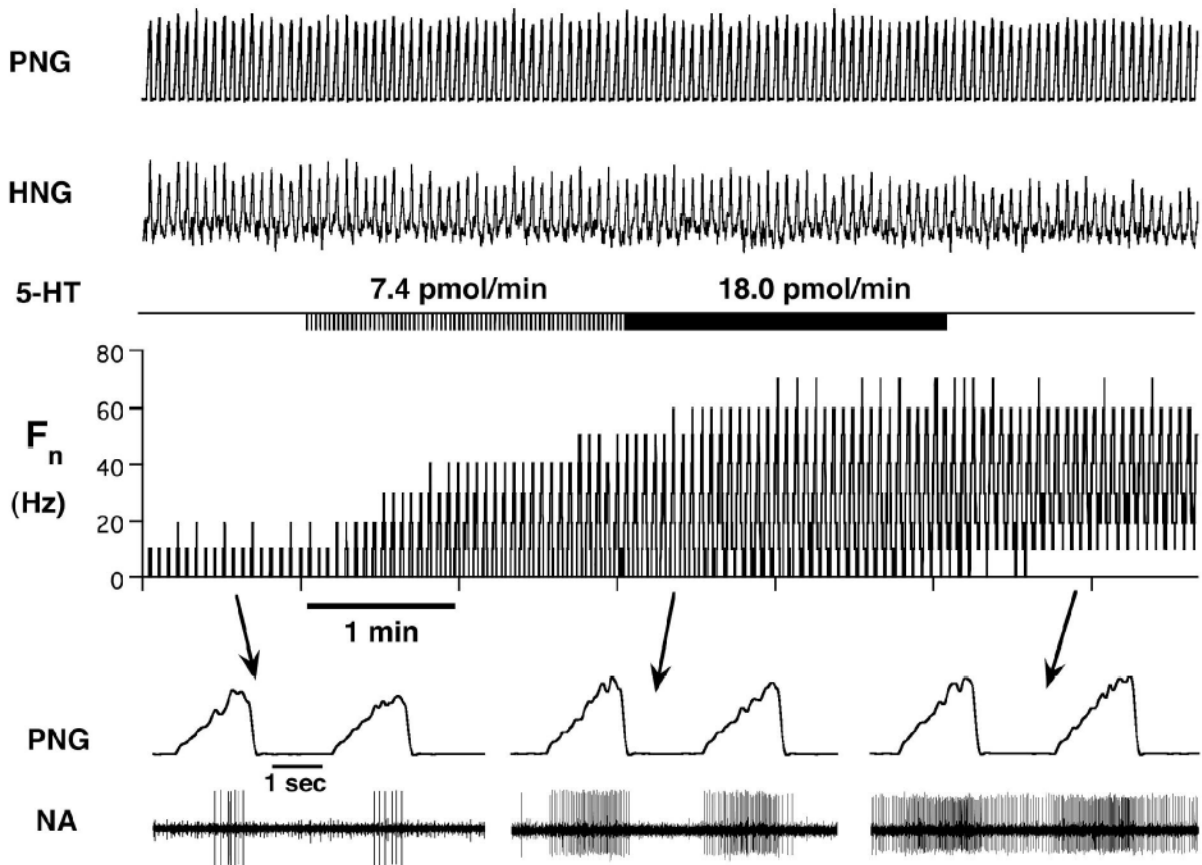 PNG
HNG
5-HT 7.4 pmol/min 18.0 pmol/min
80
60
40
20
0
Fn
(Hz)
1 min
PNG
1 sec
NA